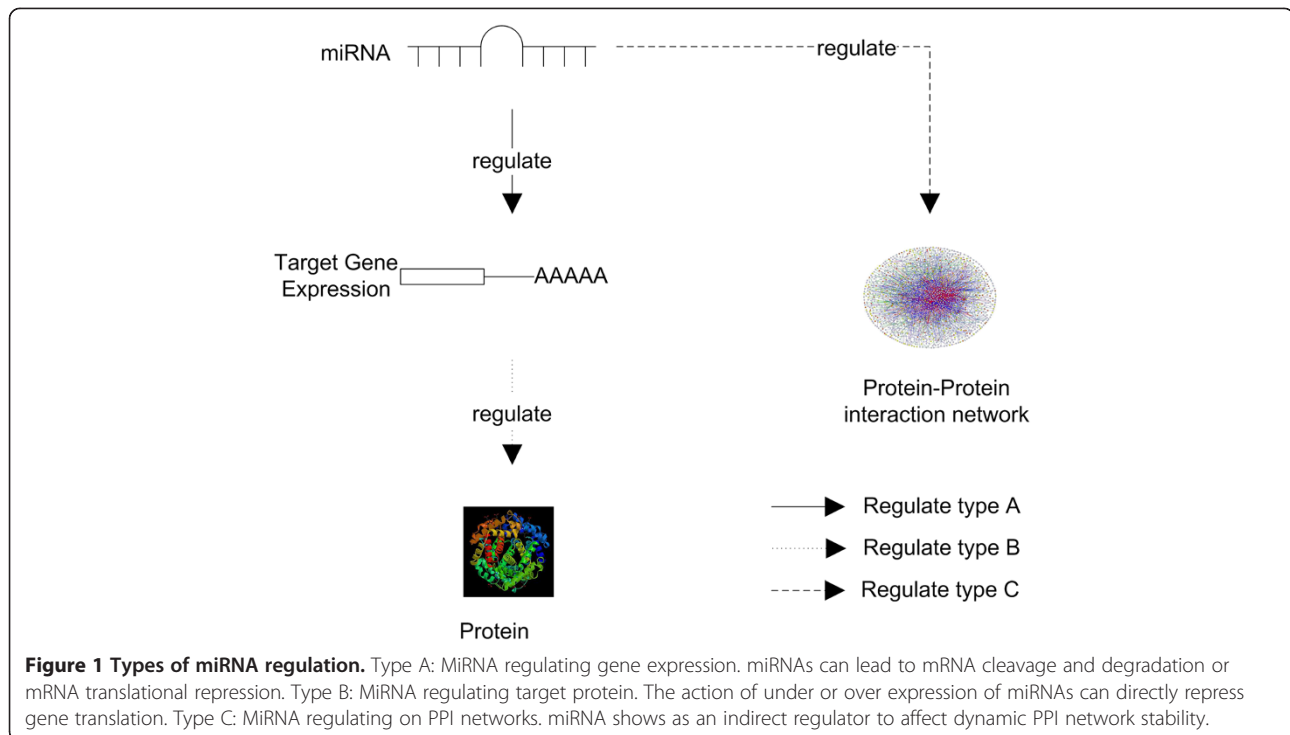 miRNA
regulate
regulate
Target Gene
Expression
AAAAA
regulate
Protein-Protein
interaction network
Protein
Regulate type A
Regulate type B
Regulate type C
Figure 1 Types of miRNA regulation. Type A: MiRNA regulating gene expression. miRNAs can lead to mRNA cleavage and degradation or
mRNA translational repression. Type B: MiRNA regulating target protein. The action of under or over expression of miRNAs can directly repress
gene translation. Type C: MiRNA regulating on PPI networks. miRNA shows as an indirect regulator to affect dynamic PPI network stability.